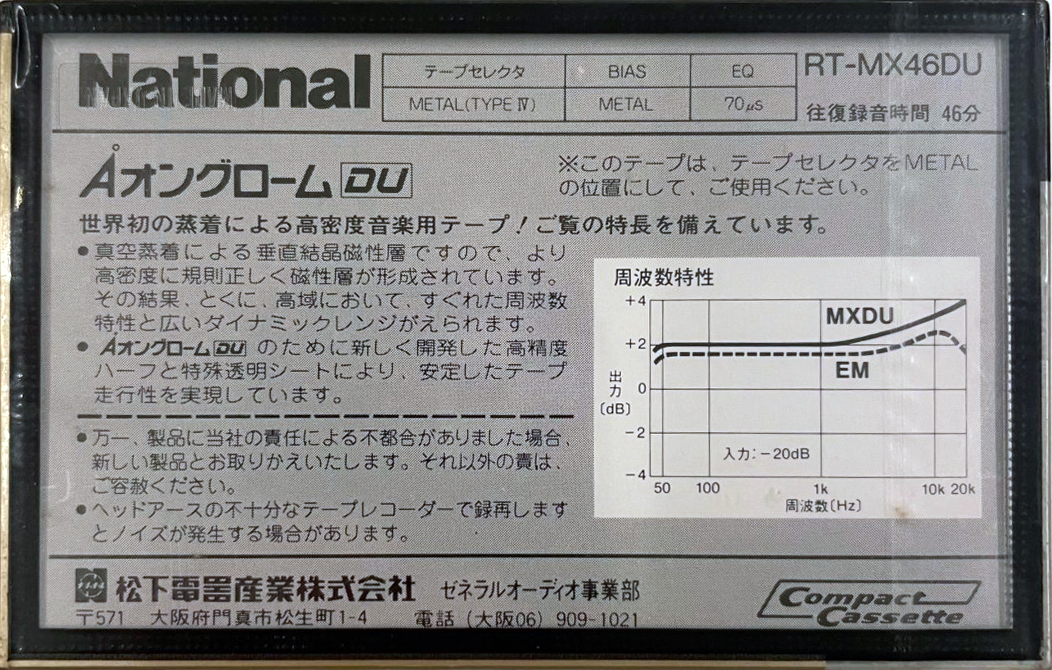 National
テープセレクタ BIAS EQ
METAL(TYPE Ⅳ) METAL 70μs
RT-MX46DU
往復録音時間 46分
Åオングローム DU
※このテープは、テープセレクタをMETAL
の位置にして、ご使用ください。
世界初の蒸着による高密度音楽用テープ!ご覧の特長を備えています。
●真空蒸着による垂直結晶磁性層ですので、より
高密度に規則正しく磁性層が形成されています。
その結果、とくに、高域において、すぐれた周波数
特性と広いダイナミックレンジがえられます。
●ÅオングロームDU のために新しく開発した高精度
ハーフと特殊透明シートにより、安定したテープ
走行性を実現しています。
●万一、製品に当社の責任による不都合がありました場合、
新しい製品とお取りかえいたします。それ以外の責は、
ご容赦ください。
●ヘッドアースの不十分なテープレコーダーで録再します
とノイズが発生する場合があります。
周波数特性
+4
+2
0
−2
−4
出力
(dB)
MXDU
EM
入力:−20dB
50 100 1k 10k 20k
周波数(Hz)
松下電器産業株式会社 ゼネラルオーディオ事業部
〒571 大阪府門真市松生町1-4 電話(大阪06)909-1021
Compact
Cassette